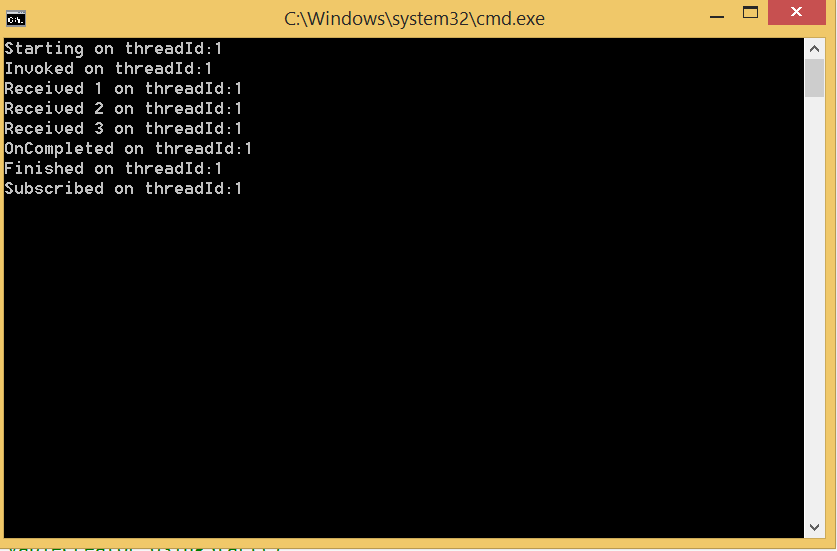 C:\Windows\system32\cmd.exe
Starting on threadId:1
Invoked on threadId:1
Received 1 on threadId:1
Received 2 on threadId:1
Received 3 on threadId:1
OnCompleted on threadId:1
Finished on threadId:1
Subscribed on threadId:1